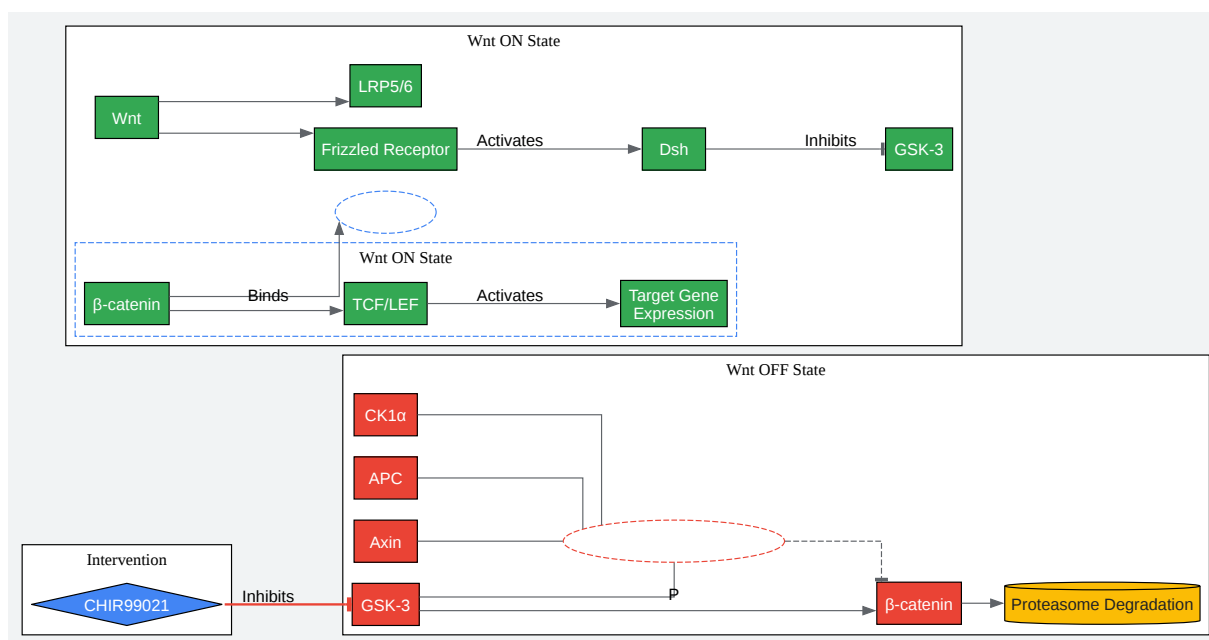 Wnt ON State
LRP5/6
Wnt
Frizzled Receptor
Activates
Dsh
Inhibits
GSK-3
Wnt ON State
β-catenin
Binds
TCF/LEF
Activates
Target Gene
Expression
Wnt OFF State
CK1α
APC
Axin
Intervention
CHIR99021
Inhibits
GSK-3
P
β-catenin
Proteasome Degradation